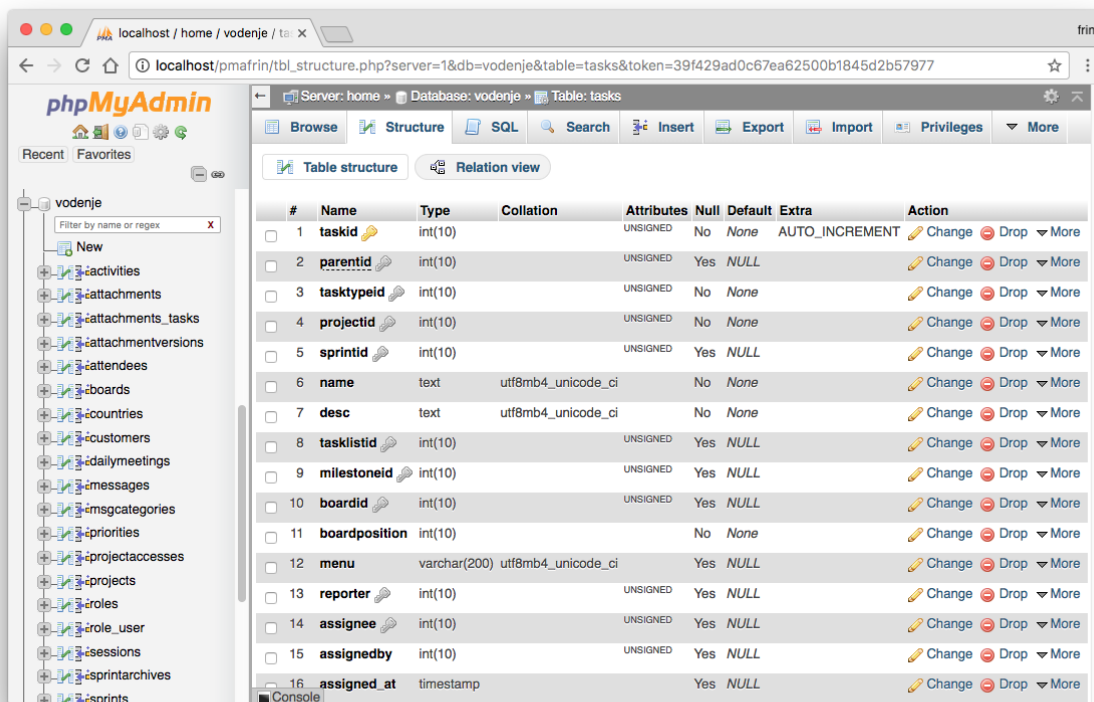 localhost / home / vodenje / ta
frin
localhost/pmafrin/tbl_structure.php?server=1&db=vodenje&table=tasks&token=39f429ad0c67ea62500b1845d2b57977
phpMyAdmin
Recent Favorites
vodenje
Filter by name or regex X
New
activities
attachments
attachments_tasks
attachmentversions
attendees
boards
countries
customers
dailymeetings
messages
msgcategories
priorities
projectaccesses
projects
roles
role_user
sessions
sprintarchives
sprints
Server: home » Database: vodenje » Table: tasks
Browse Structure SQL Search Insert Export Import Privileges More
Table structure Relation view
# Name Type Collation Attributes Null Default Extra Action
1 taskid int(10) UNSIGNED No None AUTO_INCREMENT Change Drop More
2 parentid int(10) UNSIGNED Yes NULL Change Drop More
3 tasktypeid int(10) UNSIGNED No None Change Drop More
4 projectid int(10) UNSIGNED No None Change Drop More
5 sprintid int(10) UNSIGNED Yes NULL Change Drop More
6 name text utf8mb4_unicode_ci No None Change Drop More
7 desc text utf8mb4_unicode_ci No None Change Drop More
8 tasklistid int(10) UNSIGNED Yes NULL Change Drop More
9 milestoneid int(10) UNSIGNED Yes NULL Change Drop More
10 boardid int(10) UNSIGNED Yes NULL Change Drop More
11 boardposition int(10) No None Change Drop More
12 menu varchar(200) utf8mb4_unicode_ci Yes NULL Change Drop More
13 reporter int(10) UNSIGNED Yes NULL Change Drop More
14 assignee int(10) UNSIGNED Yes NULL Change Drop More
15 assignedby int(10) UNSIGNED Yes NULL Change Drop More
16 assigned_at timestamp Yes NULL Change Drop More
Console